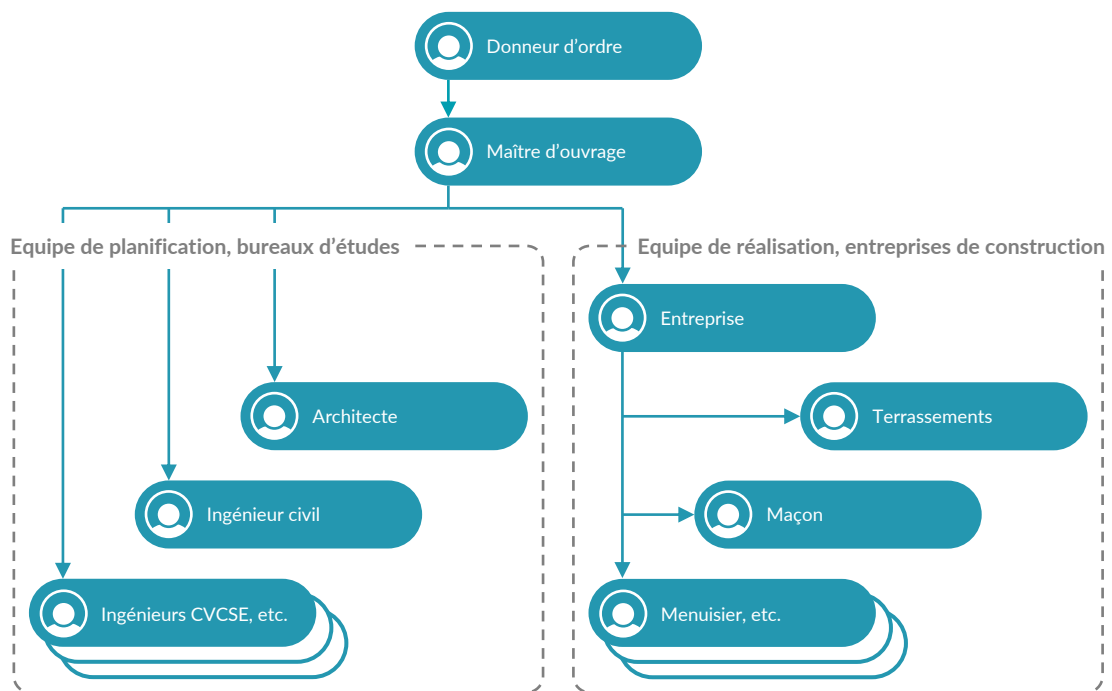 Donneur d’ordre
Maître d’ouvrage
Equipe de planification, bureaux d’études
Equipe de réalisation, entreprises de construction
Entreprise
Architecte
Terrassements
Ingénieur civil
Maçon
Ingénieurs CVCSE, etc.
Menuisier, etc.